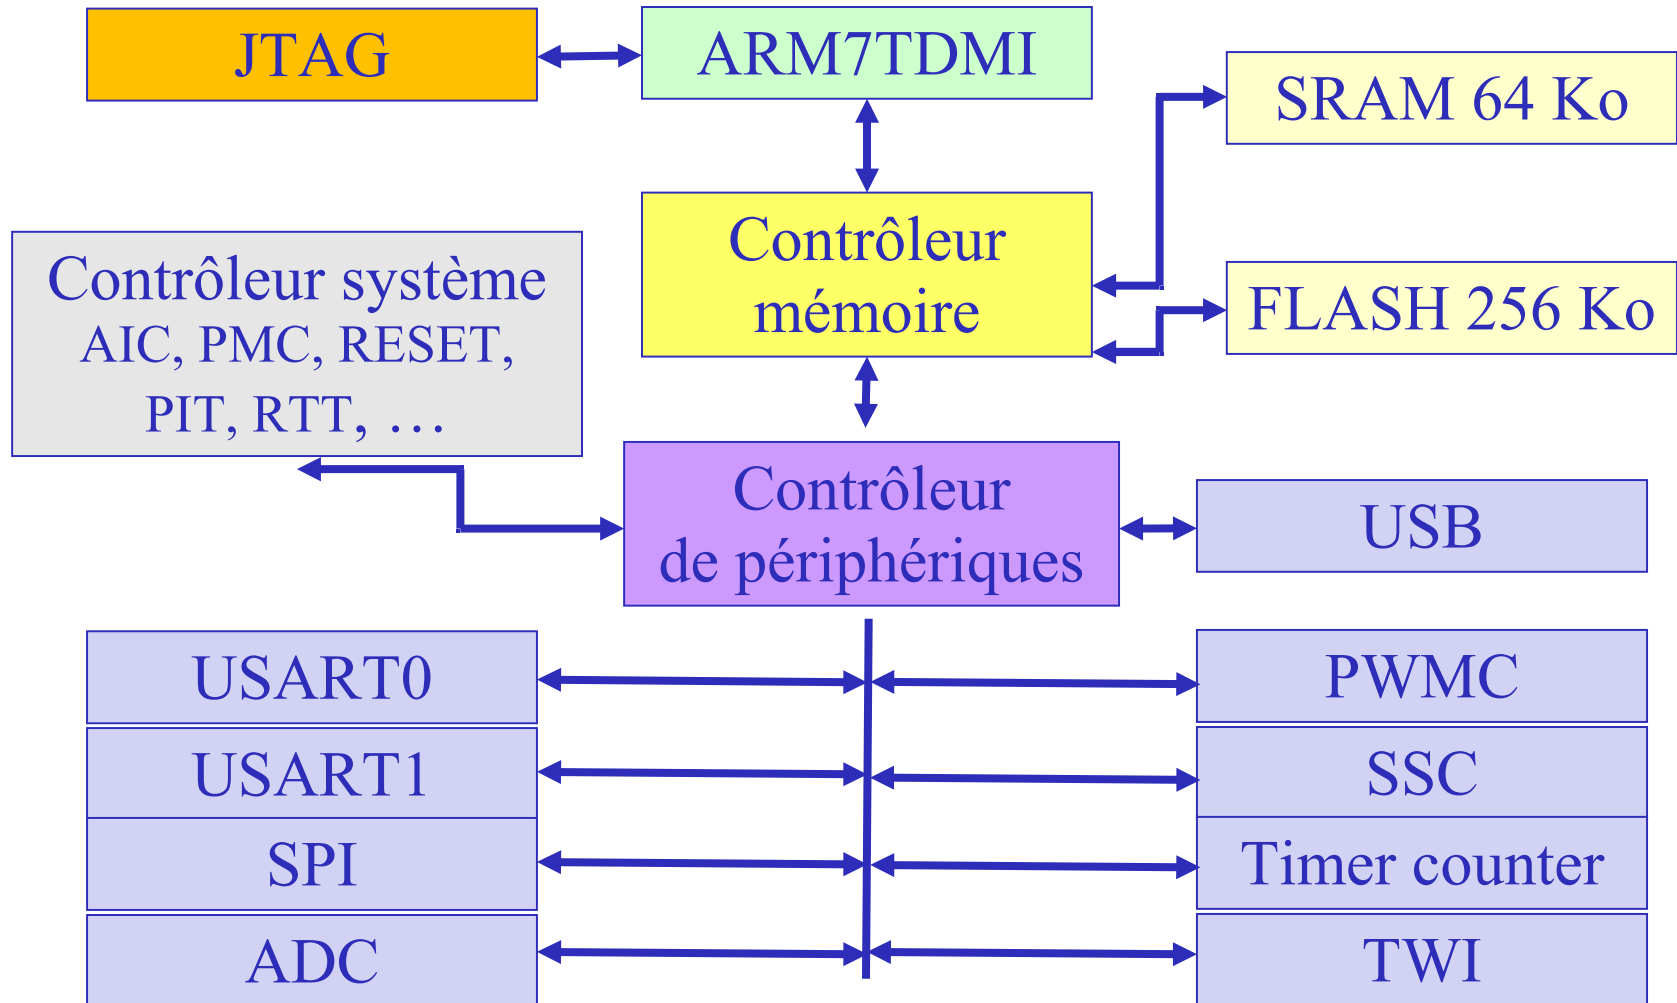 JTAG
ARM7TDMI
SRAM 64 Ko
Contrôleur
mémoire
Contrôleur système
AIC, PMC, RESET,
PIT, RTT, …
FLASH 256 Ko
Contrôleur
de périphériques
USB
USART0
PWMC
USART1
SSC
SPI
Timer counter
ADC
TWI